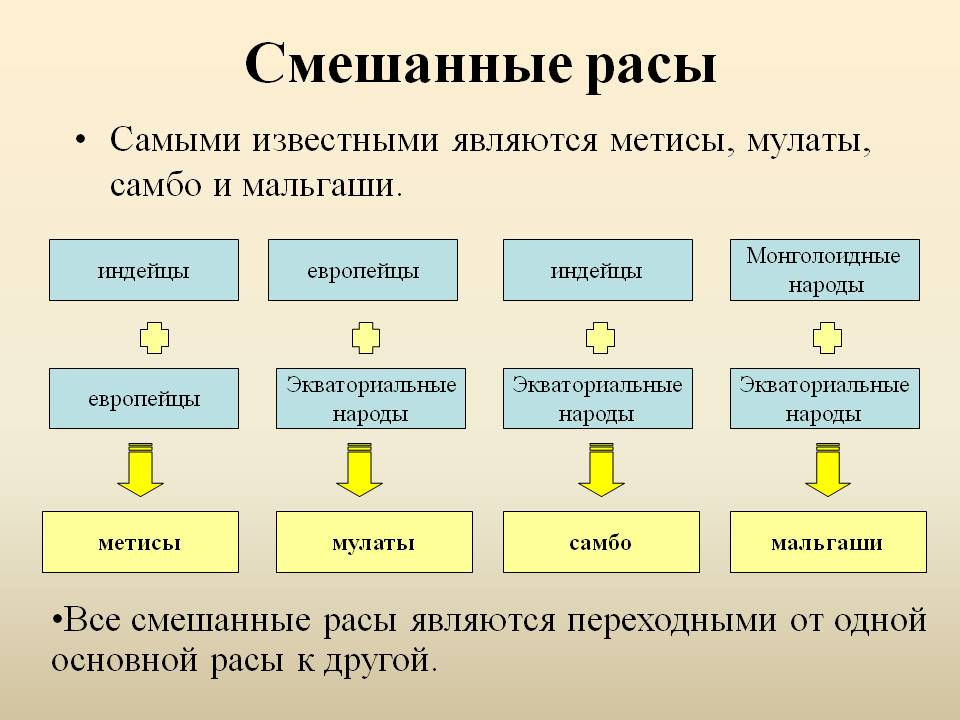 Смешанные расы
• Самыми известными являются метисы, мулаты,
самбо и мальгаши.
индейцы
европейцы
индейцы
Монголоидные
народы
европейцы
Экваториальные
народы
Экваториальные
народы
Экваториальные
народы
метисы
мулаты
самбо
мальгаши
•Все смешанные расы являются переходными от одной
основной расы к другой.